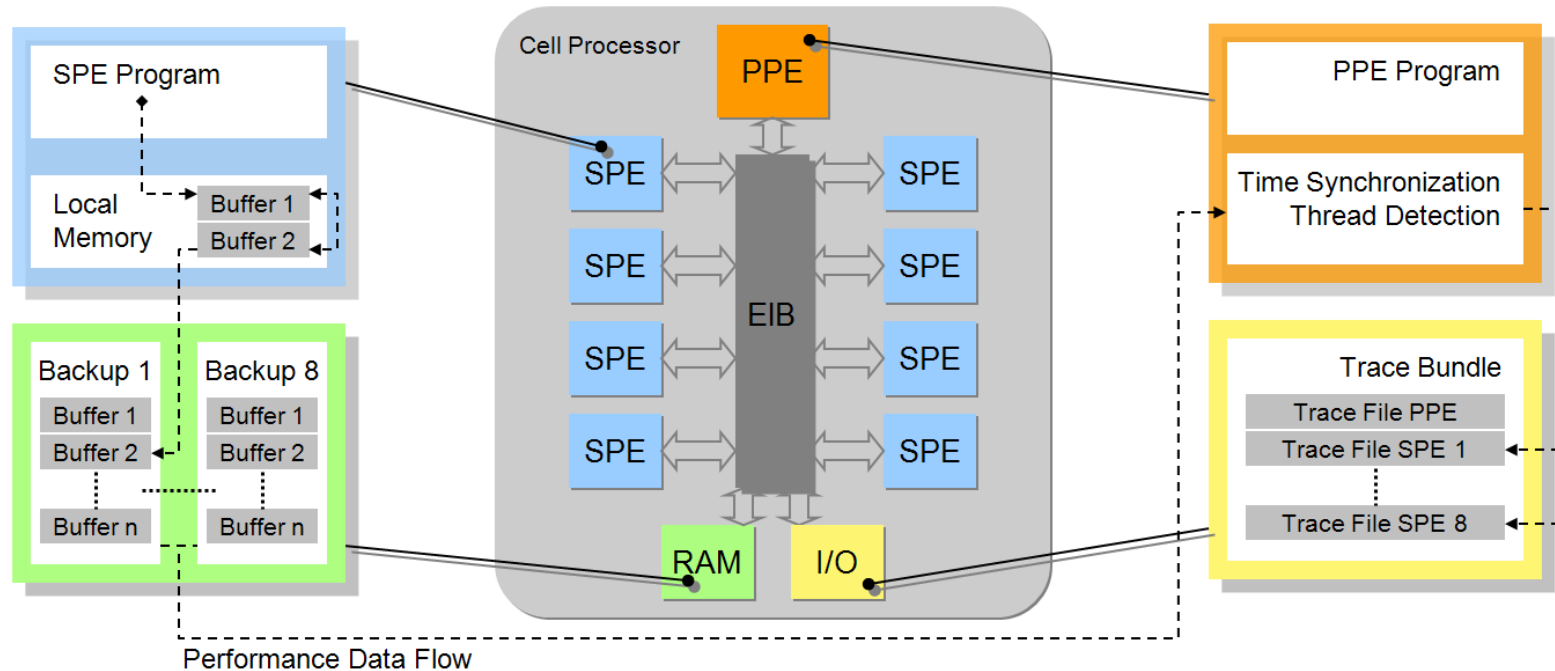 SPE Program
Local
Memory
Buffer 1
Buffer 2
Backup 1
Buffer 1
Buffer 2
Buffer n
Backup 8
Buffer 1
Buffer 2
Buffer n
Cell Processor
PPE
SPE
SPE
SPE
SPE
EIB
SPE
SPE
SPE
SPE
RAM
I/O
PPE Program
Time Synchronization
Thread Detection
Trace Bundle
Trace File PPE
Trace File SPE 1
Trace File SPE 8
Performance Data Flow